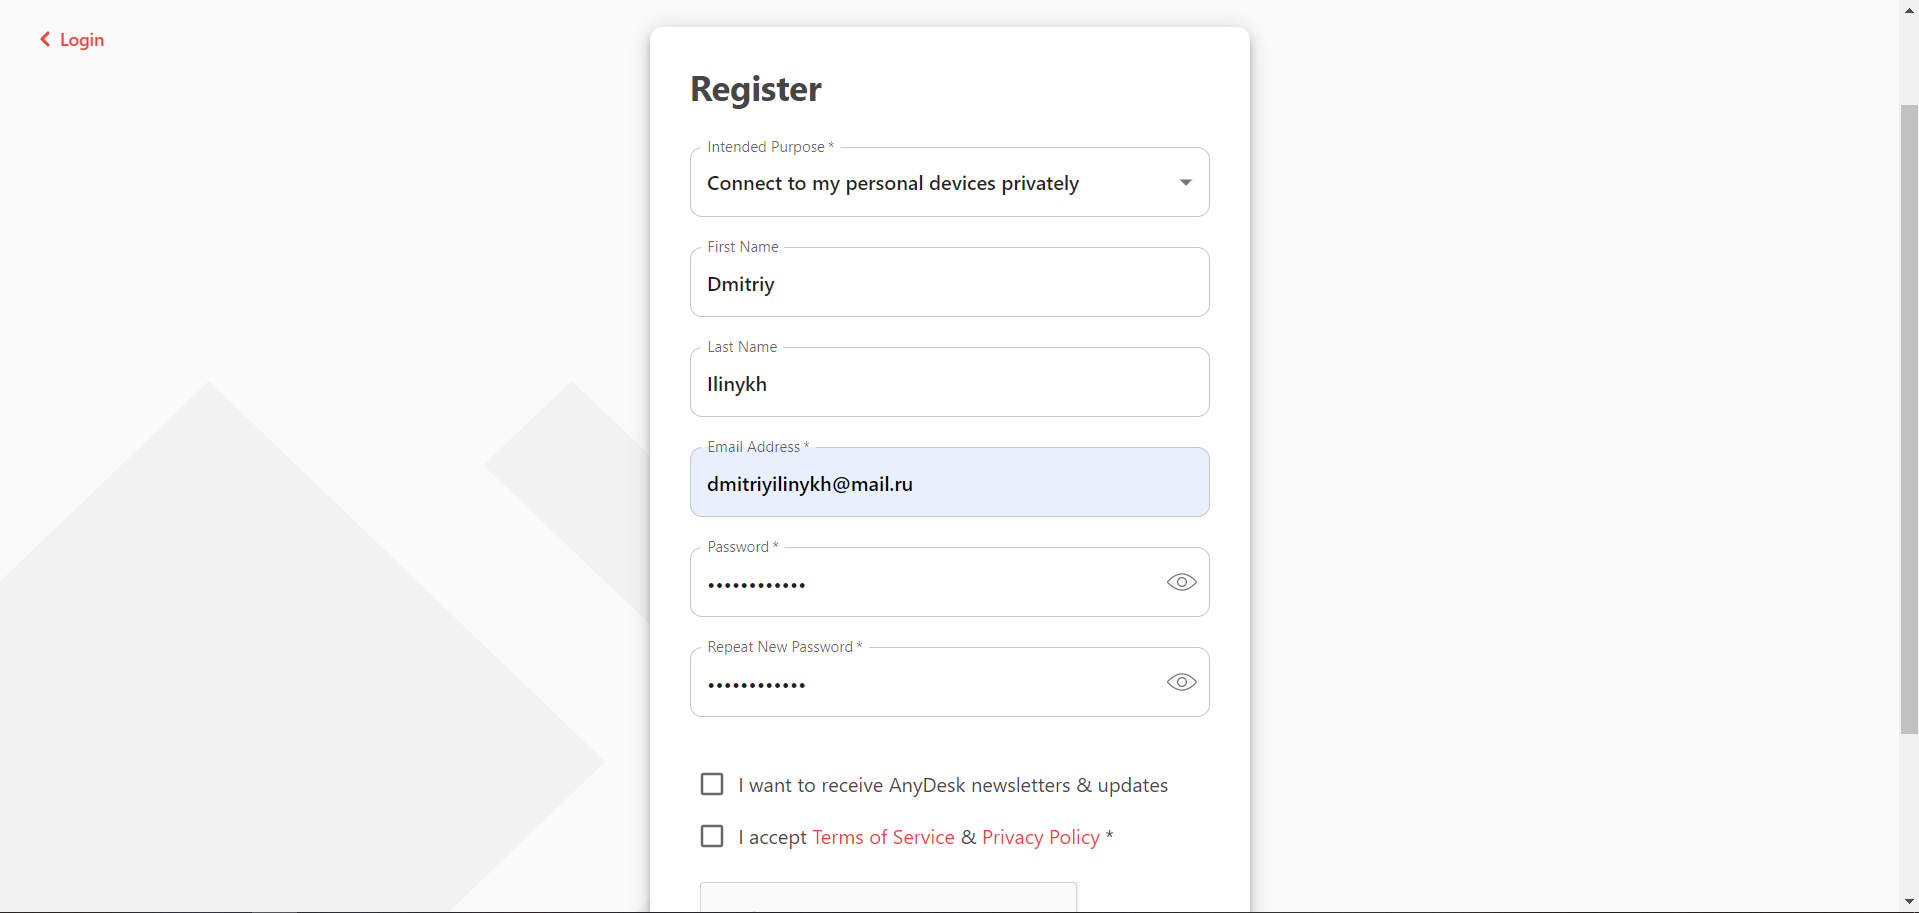 Login
Register
Intended Purpose *
Connect to my personal devices privately
First Name
Dmitriy
Last Name
Ilinykh
Email Address *
dmitriyilinykh@mail.ru
Password *
••••••••••••
Repeat New Password *
••••••••••••
I want to receive AnyDesk newsletters & updates
I accept Terms of Service & Privacy Policy *